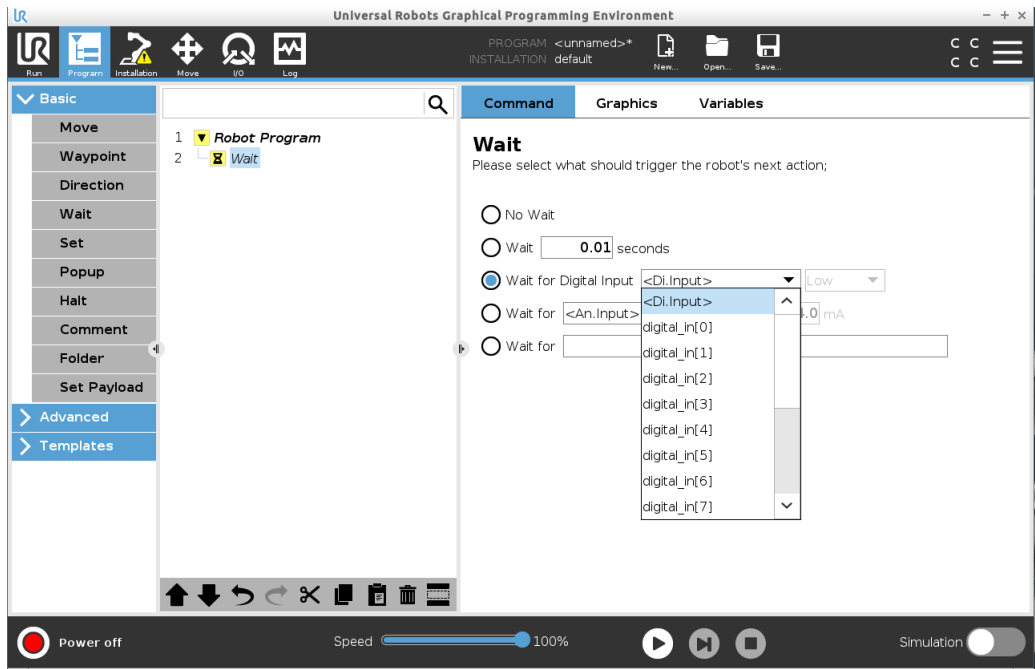 Universal Robots Graphical Programming Environment
UR
Run
Program
Installation
Move
I/O
Log
PROGRAM <unnamed>*
INSTALLATION default
New...
Open...
Save...
C C
C C
Basic
Move
Waypoint
Direction
Wait
Set
Popup
Halt
Comment
Folder
Set Payload
Advanced
Templates
1 Robot Program
2 Wait
Command Graphics Variables
Wait
Please select what should trigger the robot's next action;
No Wait
Wait 0.01 seconds
Wait for Digital Input <Di.Input> Low
Wait for <An.Input> .0 mA
Wait for
<Di.Input>
digital_in[0]
digital_in[1]
digital_in[2]
digital_in[3]
digital_in[4]
digital_in[5]
digital_in[6]
digital_in[7]
Power off
Speed 100%
Simulation